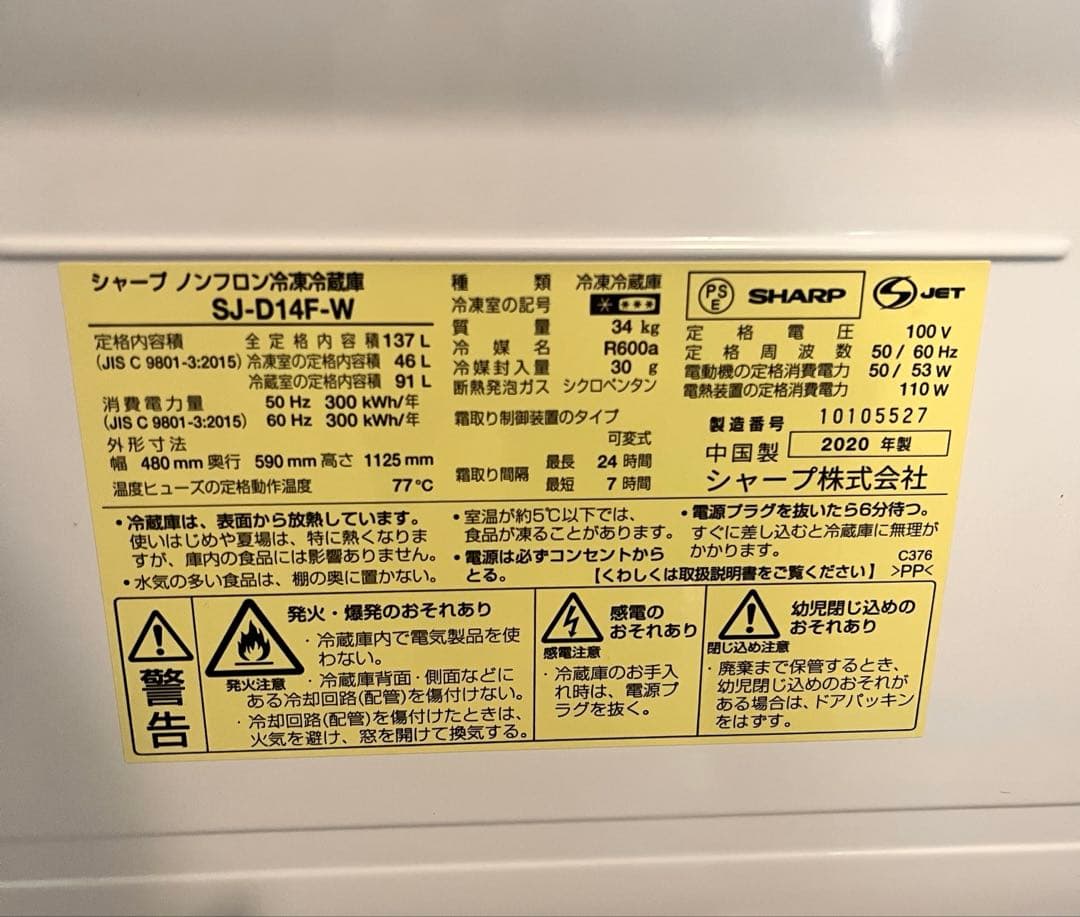 シャープ ノンフロン冷凍冷蔵庫
SJ-D14F-W
定格内容積 全定格内容積 137 L
(JIS C 9801-3:2015) 冷凍室の定格内容積 46 L
冷蔵室の定格内容積 91 L
消費電力量 50 Hz 300 kWh/年
(JIS C 9801-3:2015) 60 Hz 300 kWh/年
外形寸法
幅 480 mm 奥行 590 mm 高さ 1125 mm
温度ヒューズの定格動作温度 77℃
種類 冷凍冷蔵庫
冷凍室の記号
質量 34 kg
冷媒名 R600a
冷媒封入量 30 g
断熱発泡ガス シクロペンタン
霜取り制御装置のタイプ
可変式
霜取り間隔 最長 24 時間
最短 7 時間
PS
E
SHARP
JET
定格電圧 100 V
定格周波数 50 / 60 Hz
電動機の定格消費電力 50 / 53 W
電熱装置の定格消費電力 110 W
製造番号 10105527
中国製 2020 年製
シャープ株式会社
・冷蔵庫は、表面から放熱しています。
使いはじめや夏場は、特に熱くなりま
すが、庫内の食品には影響ありません。
・水気の多い食品は、棚の奥に置かない。
・室温が約5℃以下では、
食品が凍ることがあります。
・電源は必ずコンセントから
とる。
・電源プラグを抜いたら6分待つ。
すぐに差し込むと冷蔵庫に無理が
かかります。
C376
【くわしくは取扱説明書をご覧ください】 >PP<
警告
発火注意
発火・爆発のおそれあり
・冷蔵庫内で電気製品を使
わない。
・冷蔵庫背面・側面などに
ある冷却回路(配管)を傷付けない。
・冷却回路(配管)を傷付けたときは、
火気を避け、窓を開けて換気する。
感電注意
感電の
おそれあり
・冷蔵庫のお手入
れ時は、電源プ
ラグを抜く。
閉じ込め注意
幼児閉じ込めの
おそれあり
・廃棄まで保管するとき、
幼児閉じ込めのおそれが
ある場合は、ドアパッキン
をはずす。